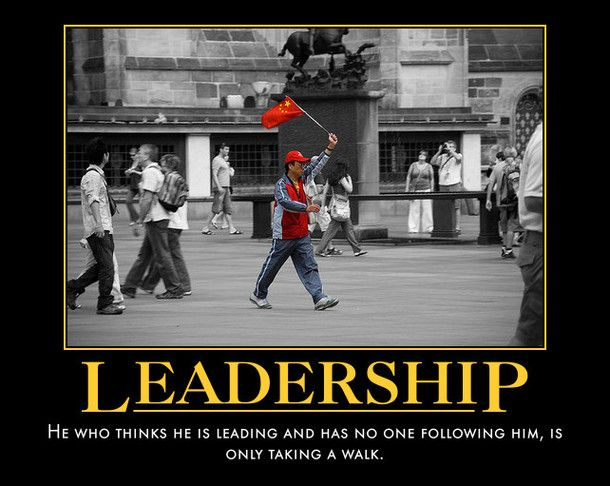 LEADERSHIP
HE WHO THINKS HE IS LEADING AND HAS NO ONE FOLLOWING HIM, IS
ONLY TAKING A WALK.